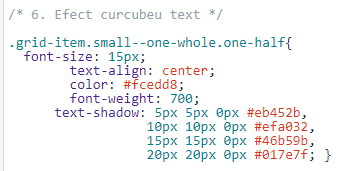 /* 6. Efect curcubeu text */
.grid-item.small--one-whole.one-half{
font-size: 15px;
text-align: center;
color: #fcedd8;
font-weight: 700;
text-shadow: 5px 5px 0px #eb452b,
10px 10px 0px #efa032,
15px 15px 0px #46b59b,
20px 20px 0px #017e7f; }